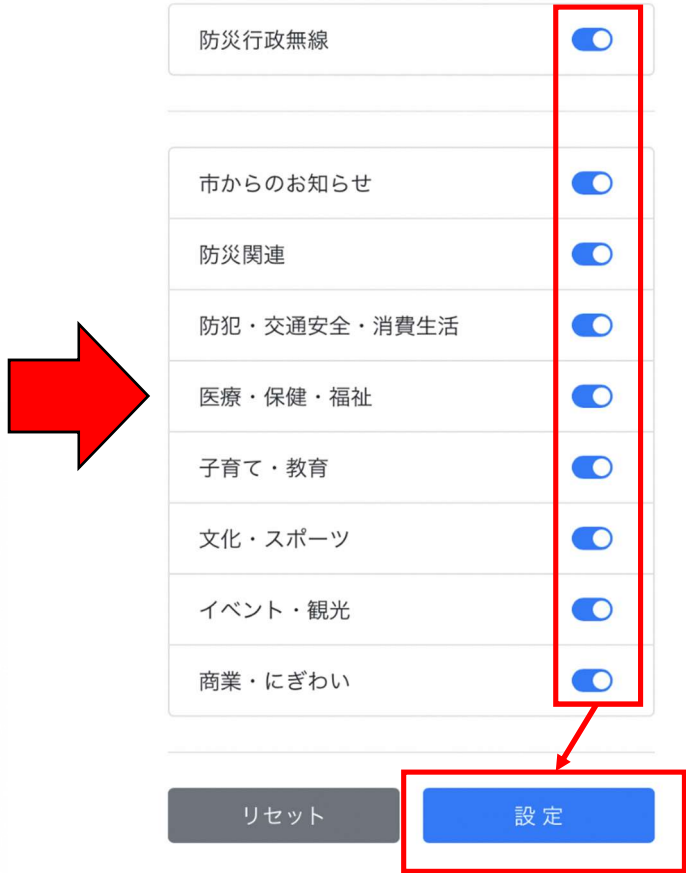 防災行政無線
市からのお知らせ
防災関連
防犯・交通安全・消費生活
医療・保健・福祉
子育て・教育
文化・スポーツ
イベント・観光
商業・にぎわい
リセット
設定